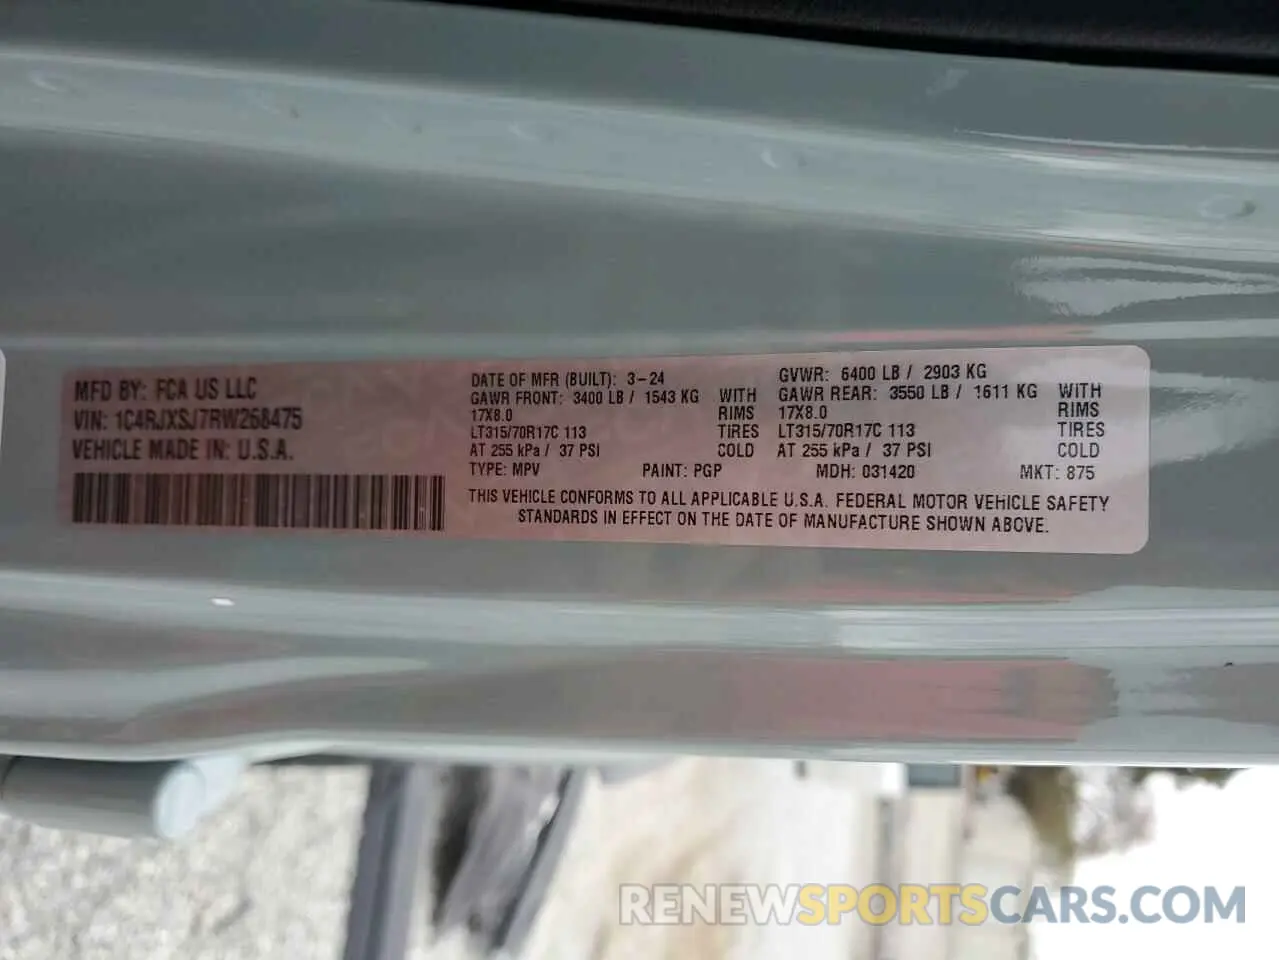 MFD BY: FCA US LLC
VIN: 1C4RJXSJ7RW268475
VEHICLE MADE IN: U.S.A.
DATE OF MFR (BUILT): 3-24
GAWR FRONT: 3400 LB / 1543 KG WITH
17X8.0 RIMS
LT315/70R17C 113 TIRES
AT 255 kPa / 37 PSI COLD
GVWR: 6400 LB / 2903 KG
GAWR REAR: 3550 LB / 1611 KG WITH
17X8.0 RIMS
LT315/70R17C 113 TIRES
AT 255 kPa / 37 PSI COLD
TYPE: MPV PAINT: PGP MDH: 031420 MKT: 875
THIS VEHICLE CONFORMS TO ALL APPLICABLE U.S.A. FEDERAL MOTOR VEHICLE SAFETY
STANDARDS IN EFFECT ON THE DATE OF MANUFACTURE SHOWN ABOVE.
RENEWSPORTSCARS.COM